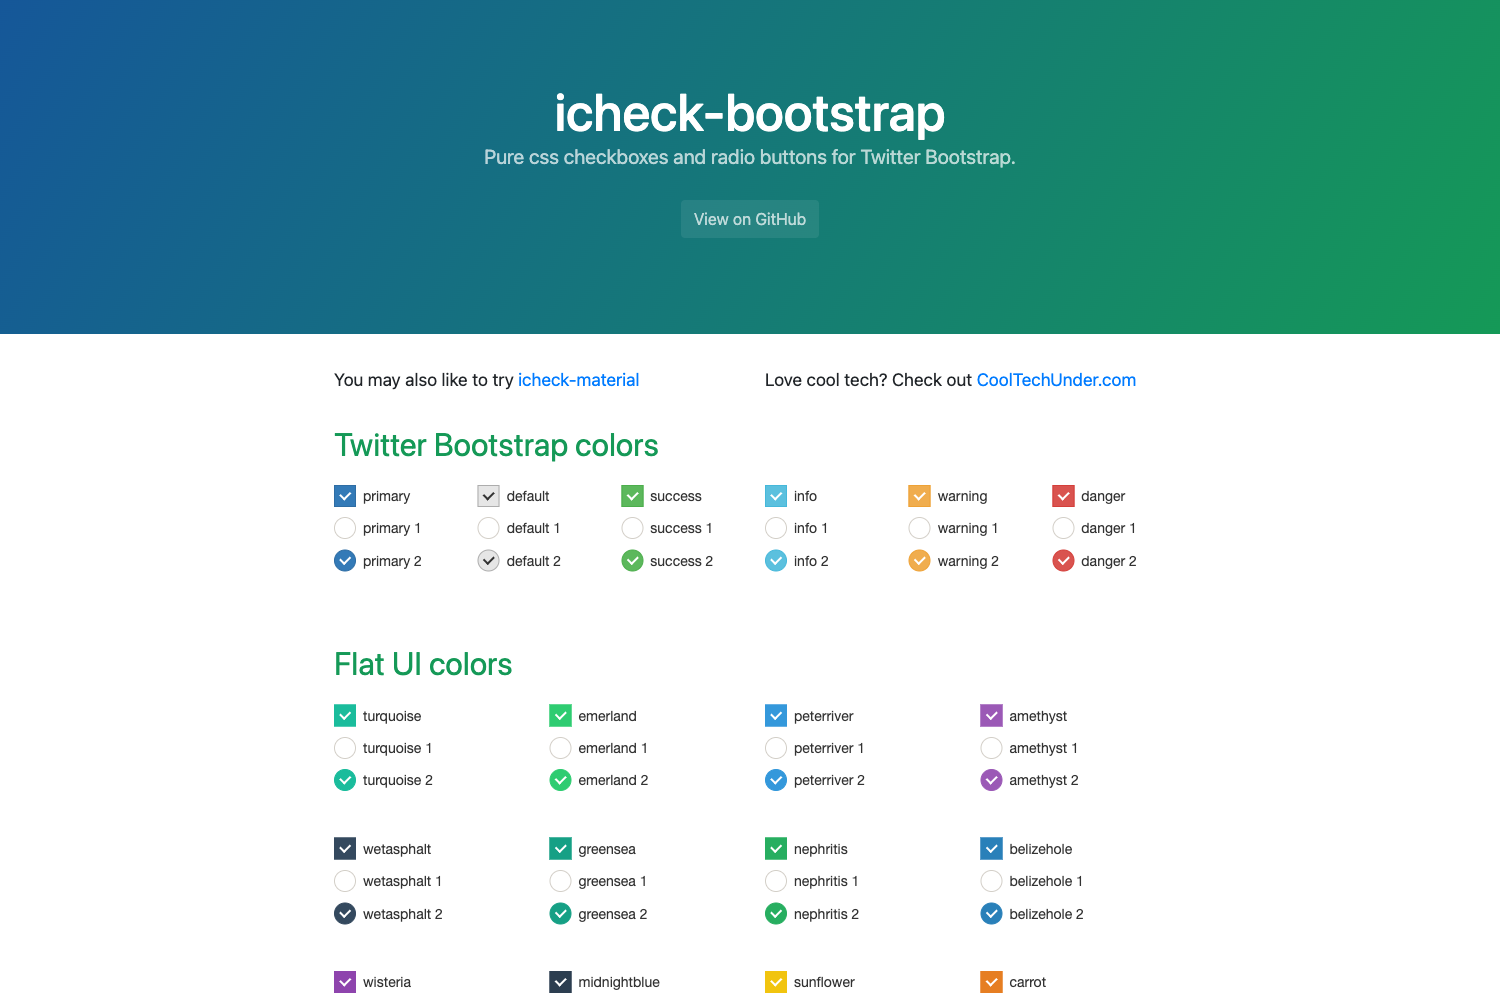 icheck-bootstrap
Pure css checkboxes and radio buttons for Twitter Bootstrap.
View on GitHub
You may also like to try icheck-material
Love cool tech? Check out CoolTechUnder.com
Twitter Bootstrap colors
primary default success info warning danger
primary 1 default 1 success 1 info 1 warning 1 danger 1
primary 2 default 2 success 2 info 2 warning 2 danger 2
Flat UI colors
turquoise emerland peterriver amethyst
turquoise 1 emerland 1 peterriver 1 amethyst 1
turquoise 2 emerland 2 peterriver 2 amethyst 2
wetasphalt greensea nephritis belizehole
wetasphalt 1 greensea 1 nephritis 1 belizehole 1
wetasphalt 2 greensea 2 nephritis 2 belizehole 2
wisteria midnightblue sunflower carrot